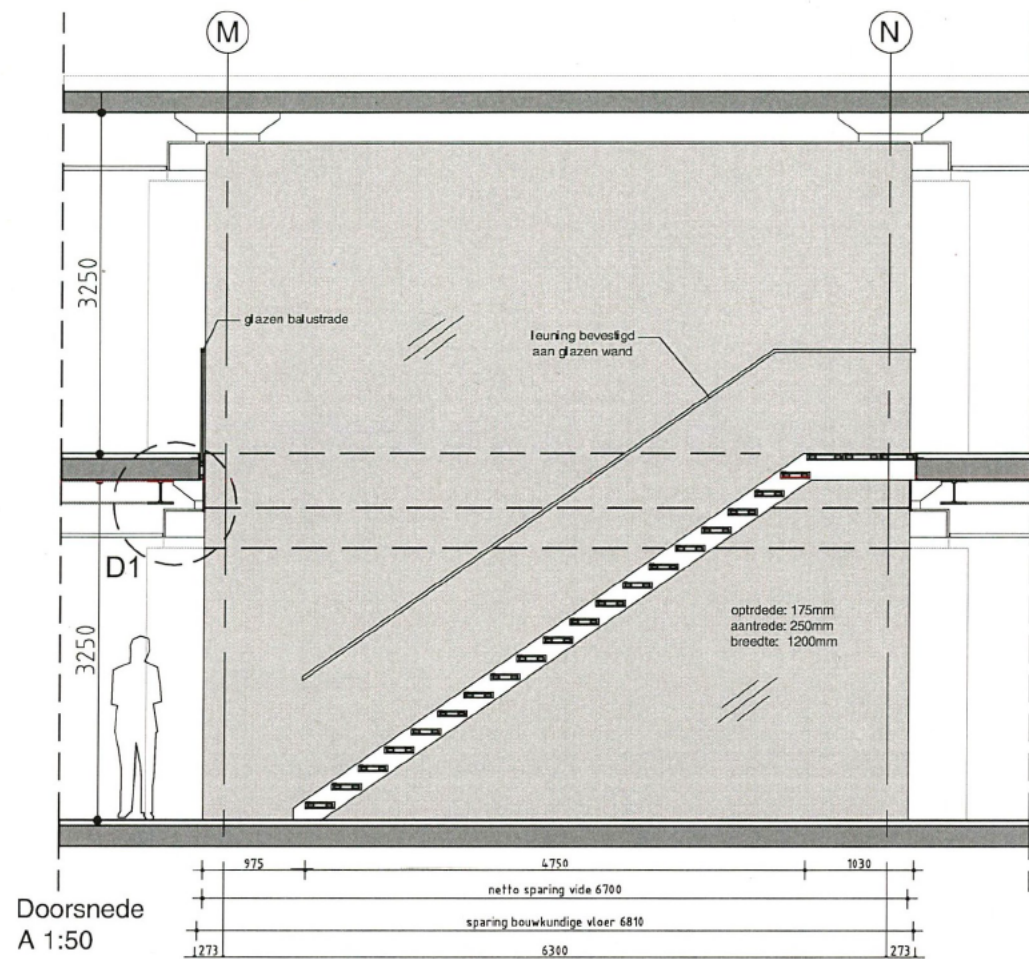 M
N
3250
glazen balustrade
leuning bevestigd
aan glazen wand
D1
3250
optrdede: 175mm
aantrede: 250mm
breedte: 1200mm
975
4750
1030
netto sparing vide 6700
sparing bouwkundige vloer 6810
273
6300
273
Doorsnede
A 1:50